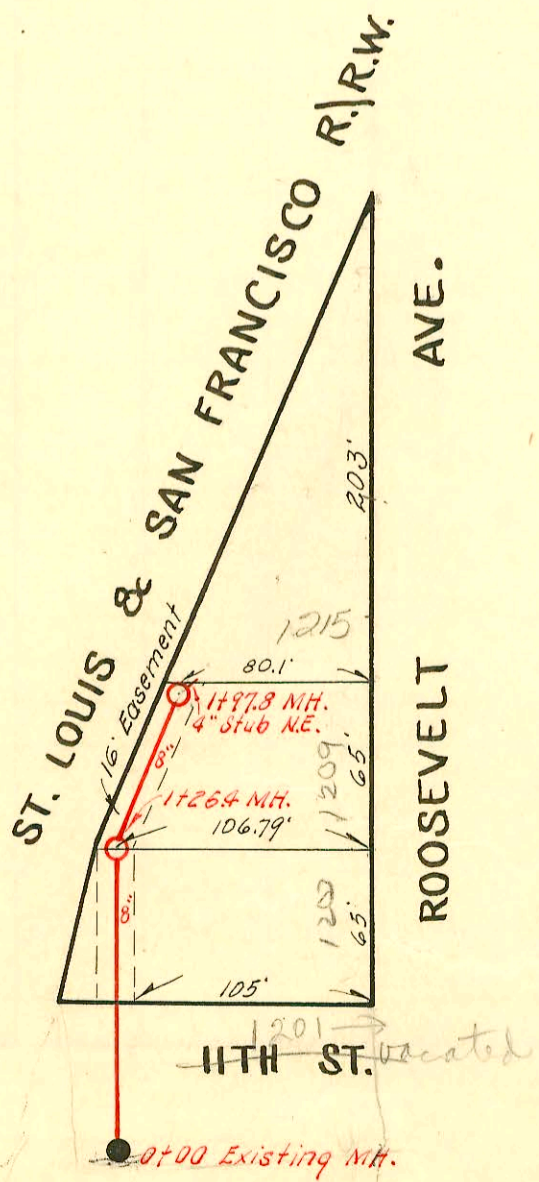 ST. LOUIS & SAN FRANCISCO R.R.W.
AVE.
203'
1215
16' Easement
80.1'
1+97.8 MH.
4" Stub N.E.
8"
1209
65'
ROOSEVELT
1+26.4 MH.
106.79'
8"
65'
105'
1201 →
11TH ST. vacated
0+00 Existing MH.